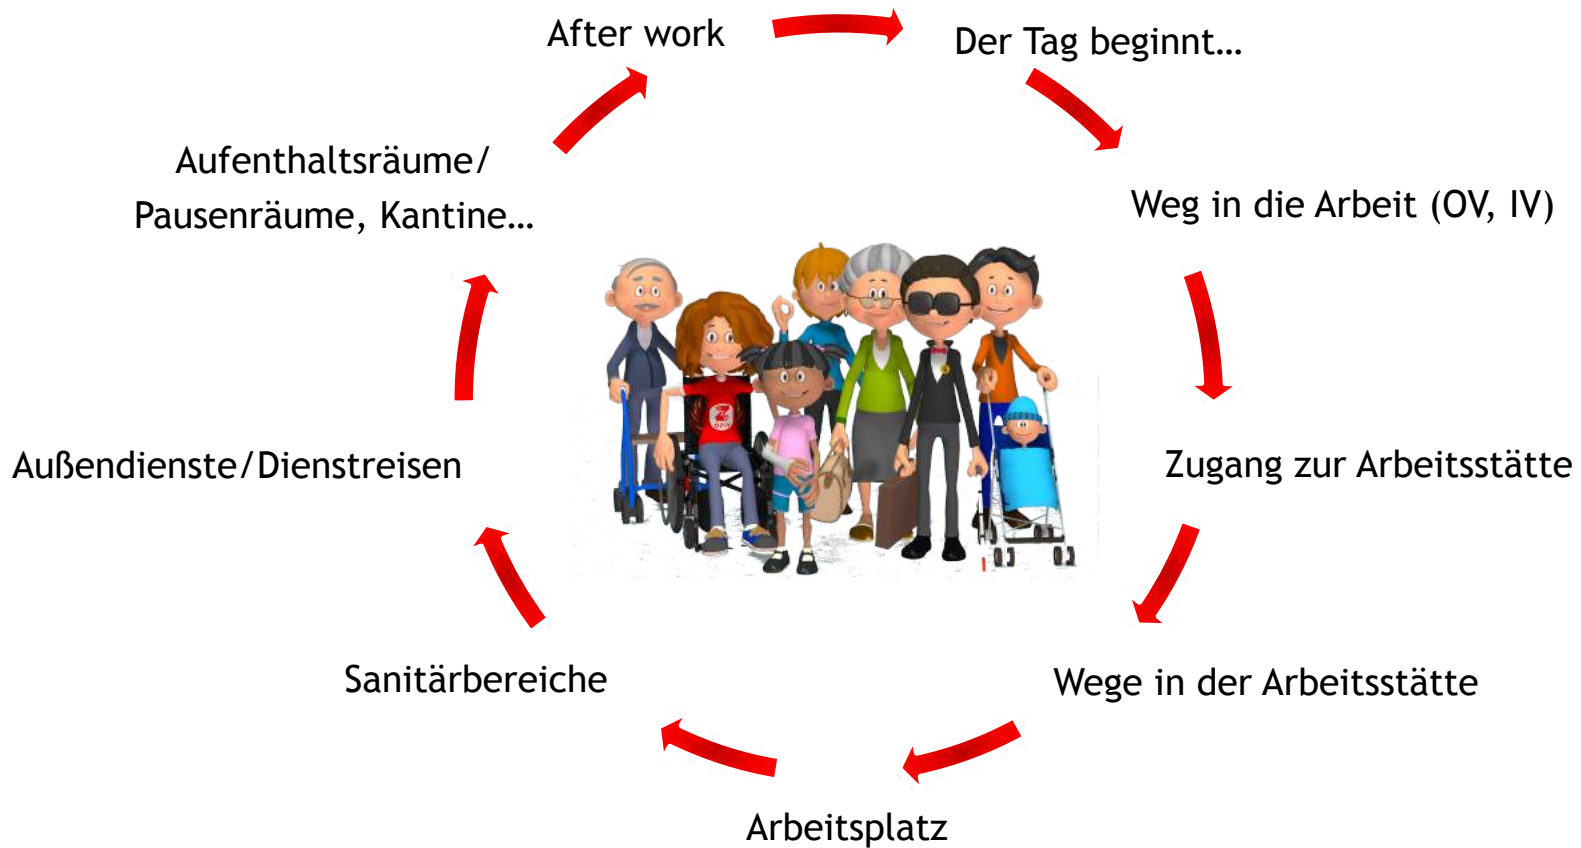 After work
Der Tag beginnt…
Weg in die Arbeit (OV, IV)
Zugang zur Arbeitsstätte
Wege in der Arbeitsstätte
Arbeitsplatz
Sanitärbereiche
Außendienste/Dienstreisen
Aufenthaltsräume/
Pausenräume, Kantine…